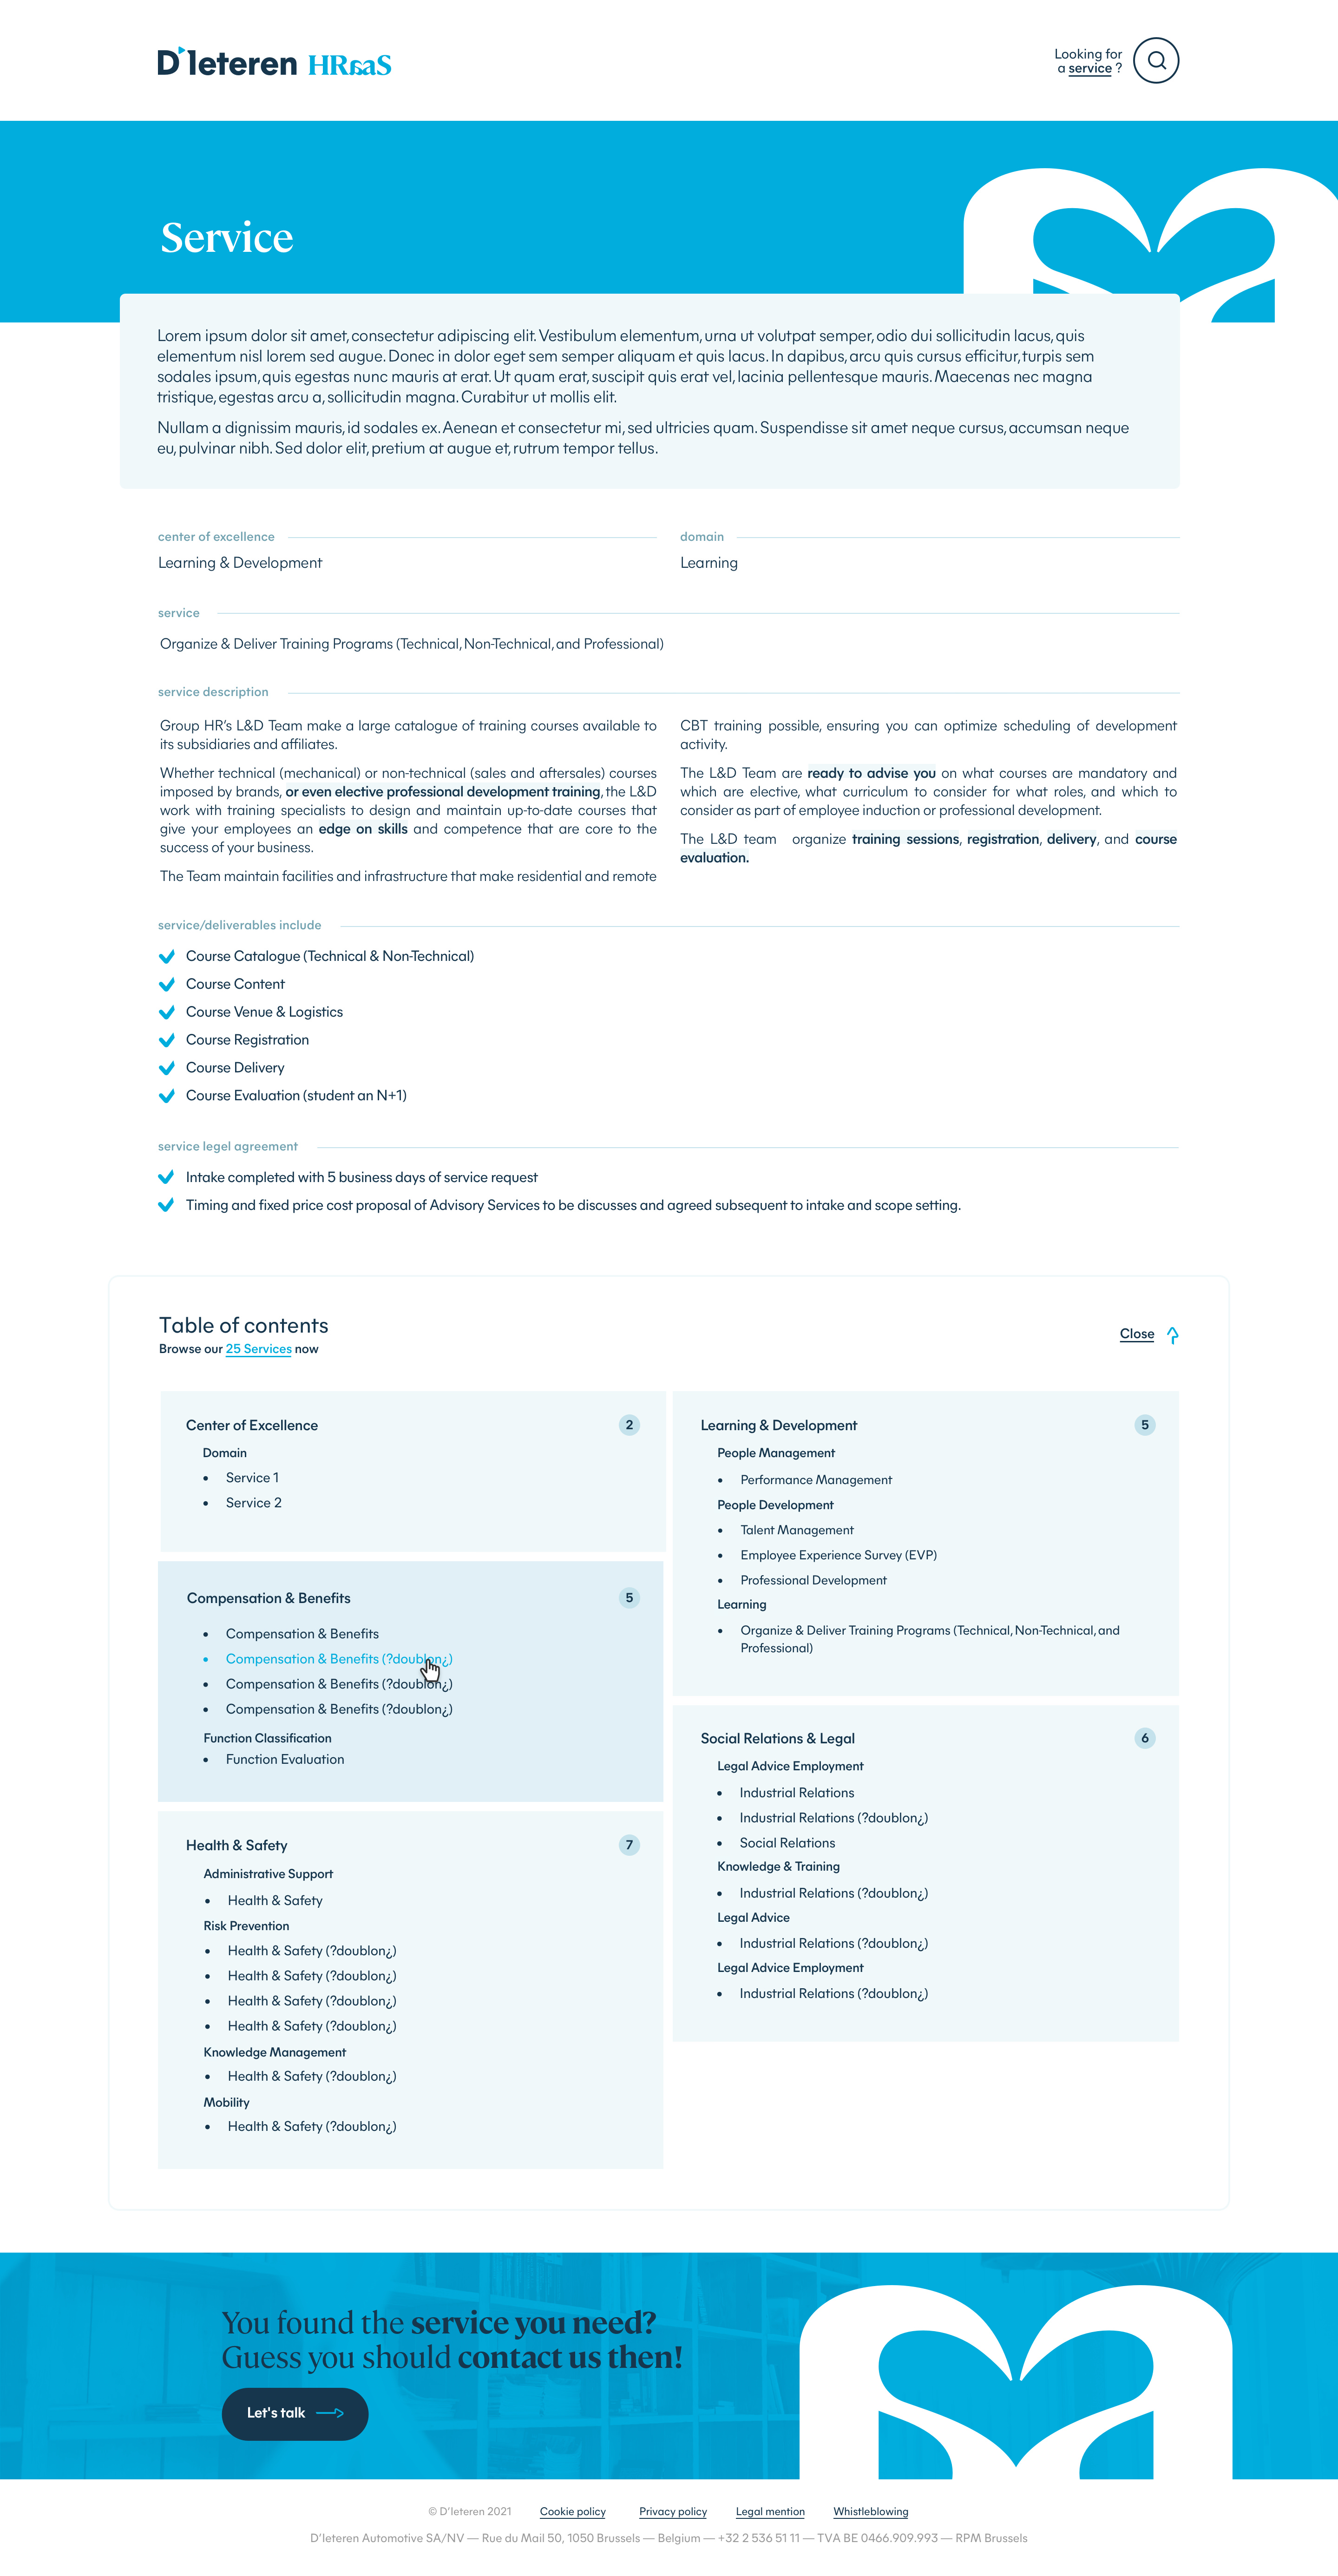 D'Ieteren HRaaS
Looking for
a service ?
Service
Lorem ipsum dolor sit amet, consectetur adipiscing elit. Vestibulum elementum, urna ut volutpat semper, odio dui sollicitudin lacus, quis
elementum nisl lorem sed augue. Donec in dolor eget sem semper aliquam et quis lacus. In dapibus, arcu quis cursus efficitur, turpis sem
sodales ipsum, quis egestas nunc mauris at erat. Ut quam erat, suscipit quis erat vel, lacinia pellentesque mauris. Maecenas nec magna
tristique, egestas arcu a, sollicitudin magna. Curabitur ut mollis elit.
Nullam a dignissim mauris, id sodales ex. Aenean et consectetur mi, sed ultricies quam. Suspendisse sit amet neque cursus, accumsan neque
eu, pulvinar nibh. Sed dolor elit, pretium at augue et, rutrum tempor tellus.
center of excellence
Learning & Development
domain
Learning
service
Organize & Deliver Training Programs (Technical, Non-Technical, and Professional)
service description
Group HR's L&D Team make a large catalogue of training courses available to
its subsidiaries and affiliates.
Whether technical (mechanical) or non-technical (sales and aftersales) courses
imposed by brands, or even elective professional development training, the L&D
work with training specialists to design and maintain up-to-date courses that
give your employees an edge on skills and competence that are core to the
success of your business.
The Team maintain facilities and infrastructure that make residential and remote
CBT training possible, ensuring you can optimize scheduling of development
activity.
The L&D Team are ready to advise you on what courses are mandatory and
which are elective, what curriculum to consider for what roles, and which to
consider as part of employee induction or professional development.
The L&D team organize training sessions, registration, delivery, and course
evaluation.
service/deliverables include
Course Catalogue (Technical & Non-Technical)
Course Content
Course Venue & Logistics
Course Registration
Course Delivery
Course Evaluation (student an N+1)
service legel agreement
Intake completed with 5 business days of service request
Timing and fixed price cost proposal of Advisory Services to be discusses and agreed subsequent to intake and scope setting.
Table of contents
Browse our 25 Services now
Close
Center of Excellence 2
Domain
• Service 1
• Service 2
Compensation & Benefits 5
• Compensation & Benefits
• Compensation & Benefits (?doublon¿)
• Compensation & Benefits (?doublon¿)
• Compensation & Benefits (?doublon¿)
Function Classification
• Function Evaluation
Health & Safety 7
Administrative Support
• Health & Safety
Risk Prevention
• Health & Safety (?doublon¿)
• Health & Safety (?doublon¿)
• Health & Safety (?doublon¿)
• Health & Safety (?doublon¿)
Knowledge Management
• Health & Safety (?doublon¿)
Mobility
• Health & Safety (?doublon¿)
Learning & Development 5
People Management
• Performance Management
People Development
• Talent Management
• Employee Experience Survey (EVP)
• Professional Development
Learning
• Organize & Deliver Training Programs (Technical, Non-Technical, and
Professional)
Social Relations & Legal 6
Legal Advice Employment
• Industrial Relations
• Industrial Relations (?doublon¿)
• Social Relations
Knowledge & Training
• Industrial Relations (?doublon¿)
Legal Advice
• Industrial Relations (?doublon¿)
Legal Advice Employment
• Industrial Relations (?doublon¿)
You found the service you need?
Guess you should contact us then!
Let's talk
© D'Ieteren 2021 Cookie policy Privacy policy Legal mention Whistleblowing
D'Ieteren Automotive SA/NV — Rue du Mail 50, 1050 Brussels — Belgium — +32 2 536 51 11 — TVA BE 0466.909.993 — RPM Brussels